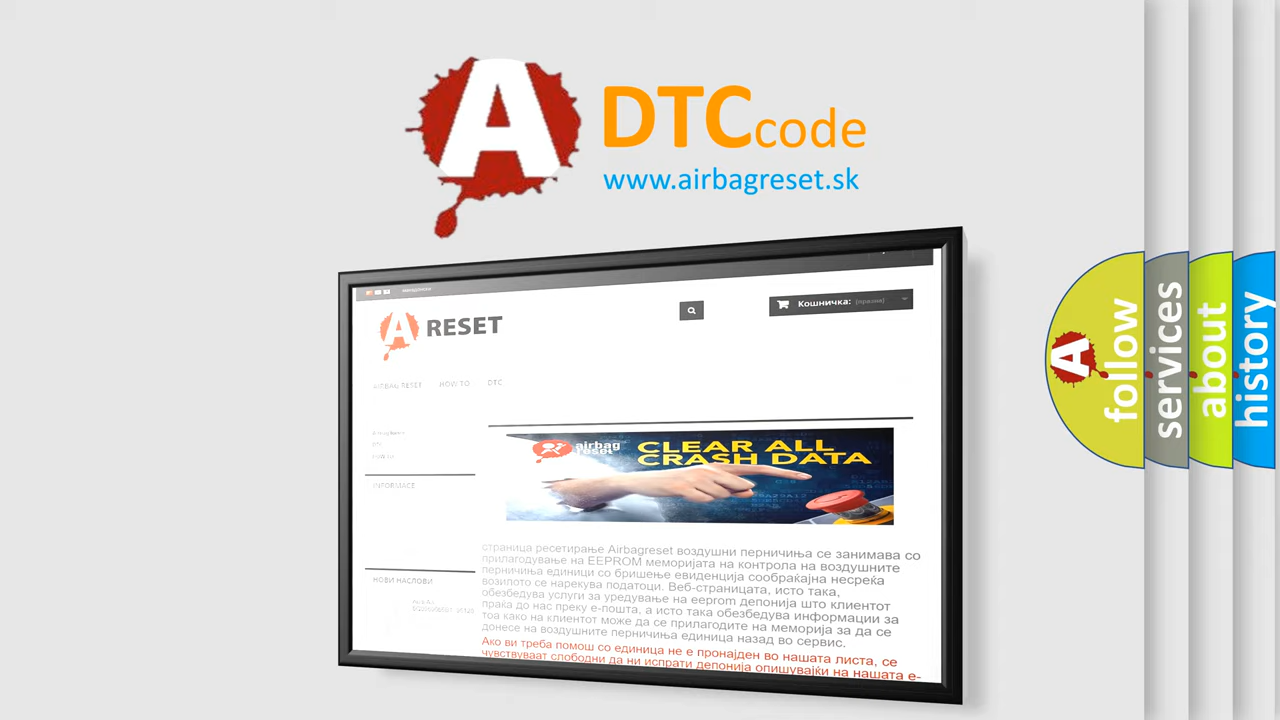 A DTCcode
www.airbagreset.sk
A RESET
Кошничка: (празна)
AIRBAG RESET HOW TO DTC
INFORMACE
airbag reset
CLEAR ALL
CRASH DATA
страница ресетирање Airbagreset воздушни перничиња се занимава со
прилагодување на EEPROM меморијата на контрола на воздушните
перничиња единици со бришење евиденција сообраќајна несреќа
возилото се нарекува податоци. Веб-страницата, исто така,
обезбедува услуги за уредување на eeprom депонија што клиентот
праќа до нас преку е-пошта, а исто така обезбедува информации за
тоа како на клиентот може да се прилагодите на меморија за да се
донесе на воздушните перничиња единица назад во сервис.
Ако ви треба помош со единица не е пронајден во нашата листа, се
чувствуваат слободни да ни испрати депонија опишувајќи на нашата е-
НОВИ НАСЛОВИ
A follow
services
about
history